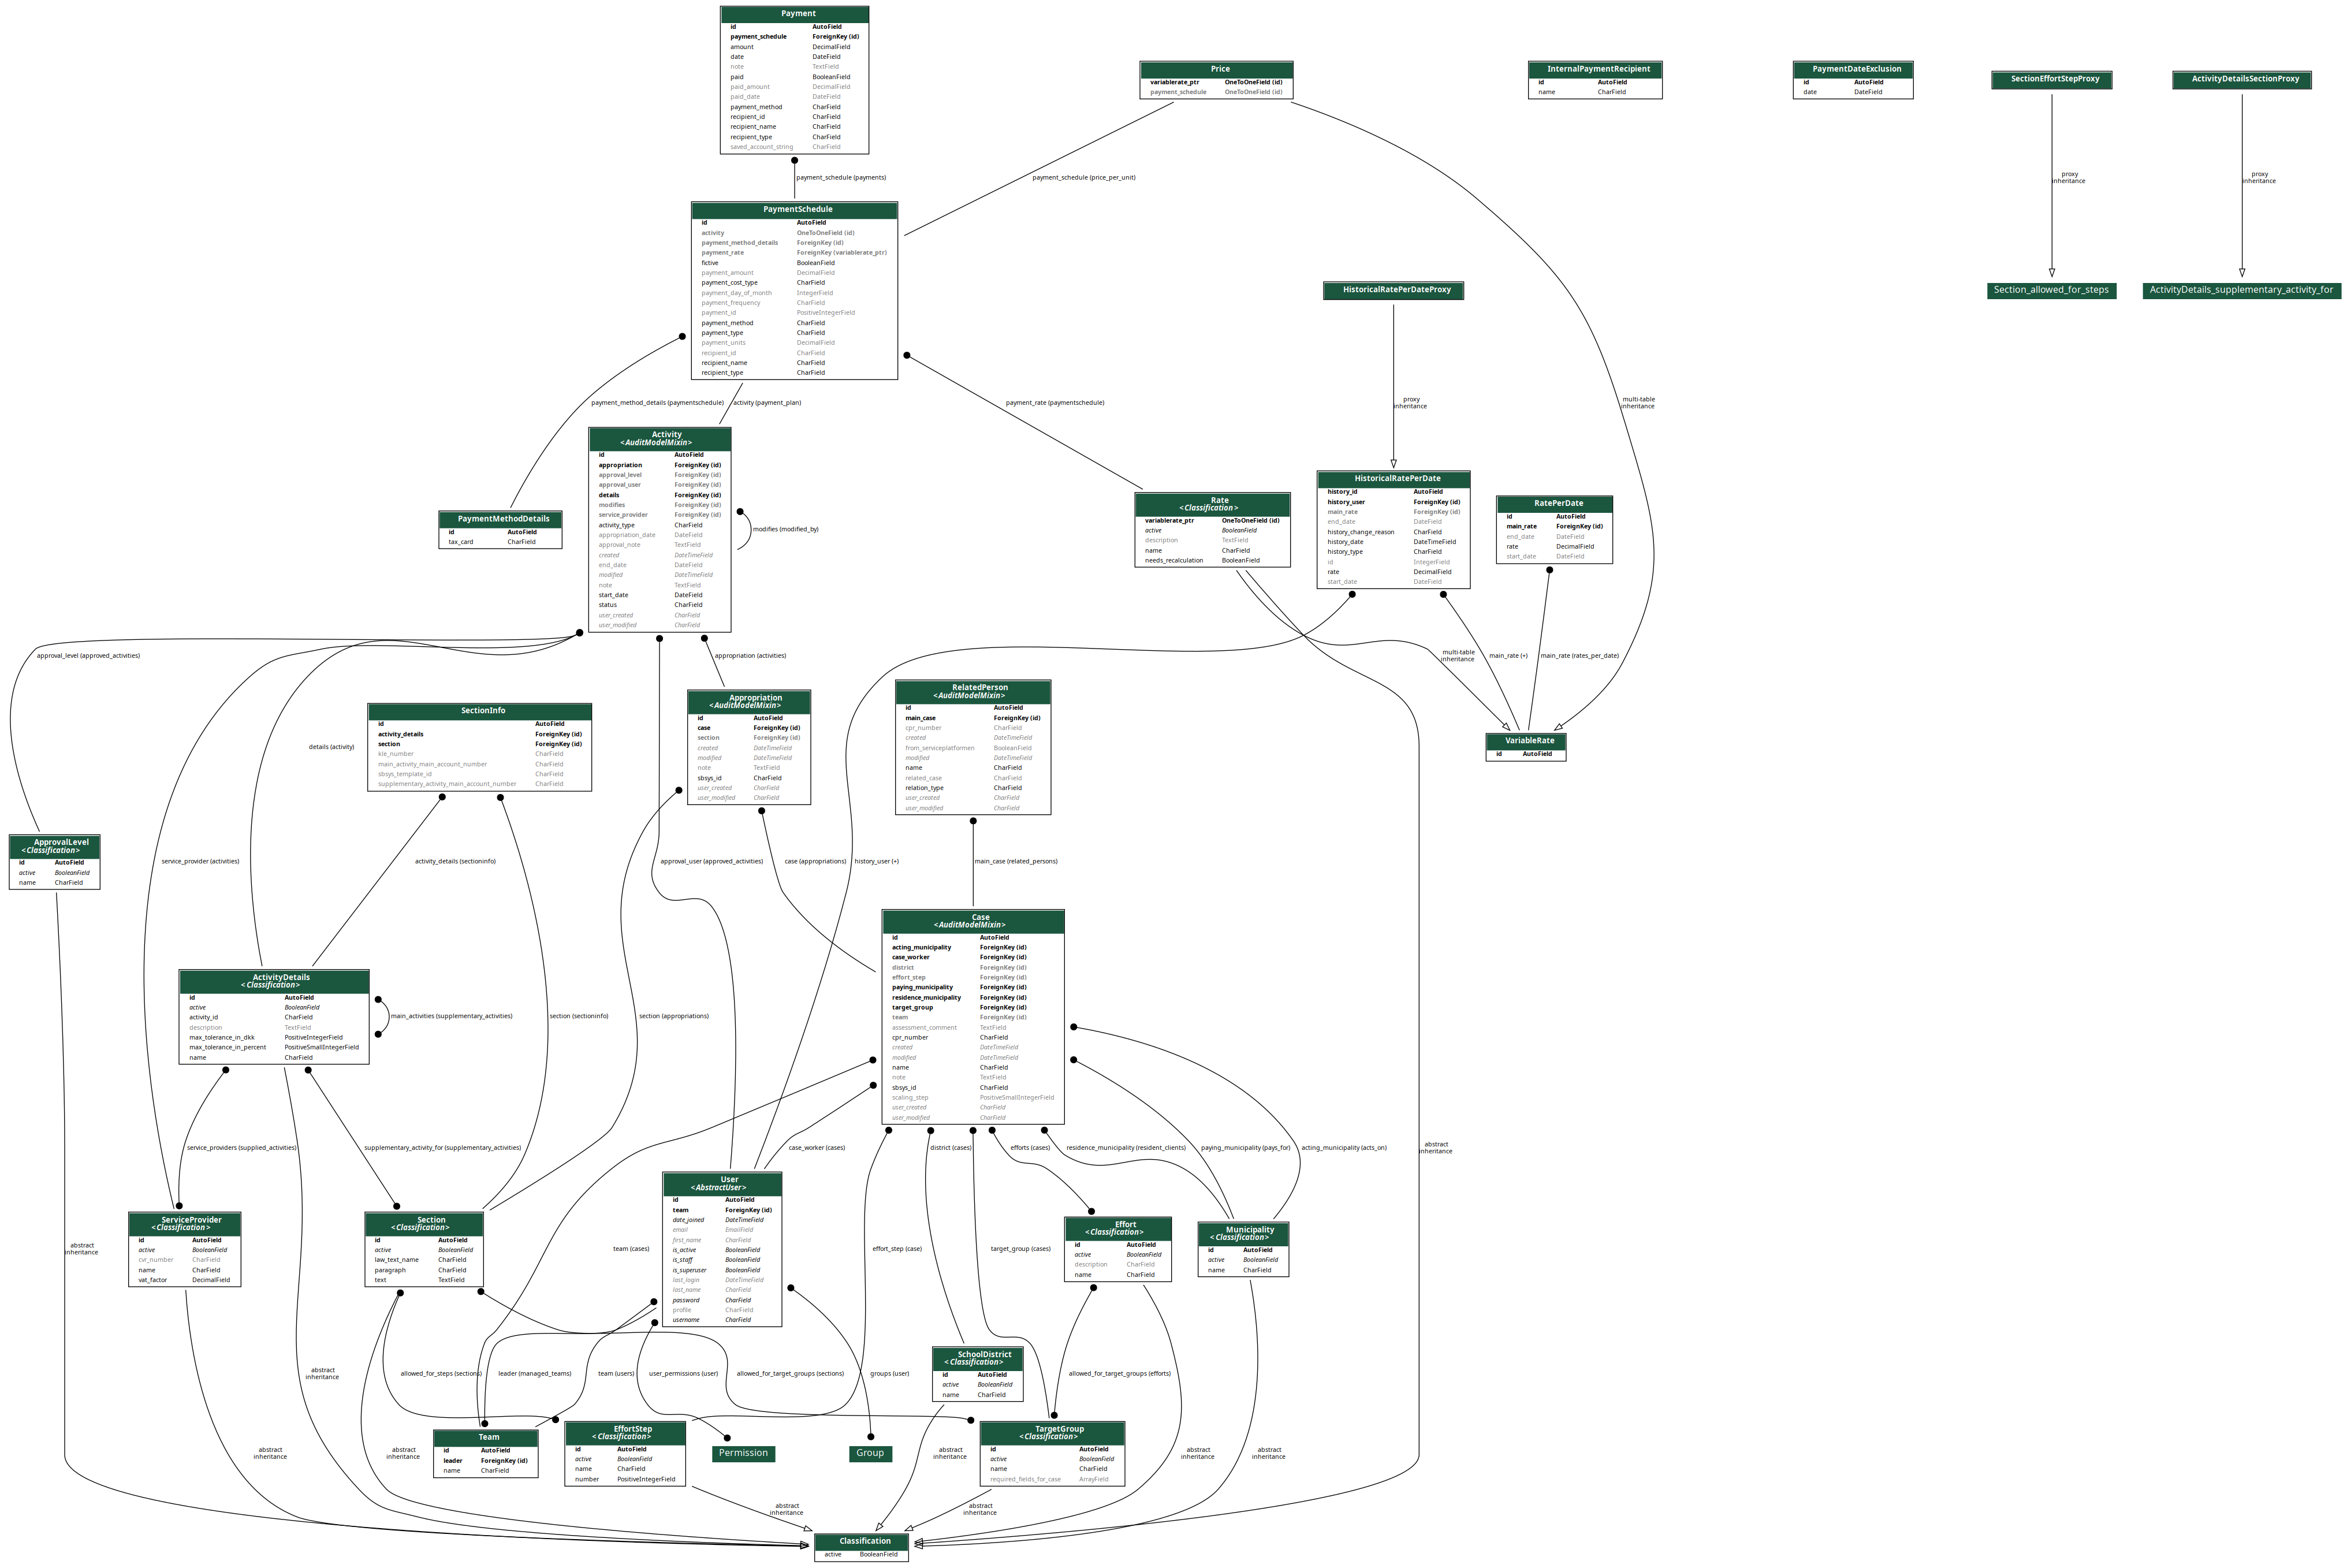 Payment
id AutoField
payment_schedule ForeignKey (id)
amount DecimalField
date DateField
note TextField
paid BooleanField
paid_amount DecimalField
paid_date DateField
payment_method CharField
recipient_id CharField
recipient_name CharField
recipient_type CharField
saved_account_string CharField
Price
variablerate_ptr OneToOneField (id)
payment_schedule OneToOneField (id)
InternalPaymentRecipient
id AutoField
name CharField
PaymentDateExclusion
id AutoField
date DateField
SectionEffortStepProxy
ActivityDetailsSectionProxy
payment_schedule (payments)
payment_schedule (price_per_unit)
proxy
inheritance
proxy
inheritance
PaymentSchedule
id AutoField
activity OneToOneField (id)
payment_method_details ForeignKey (id)
payment_rate ForeignKey (variablerate_ptr)
fictive BooleanField
payment_amount DecimalField
payment_cost_type CharField
payment_day_of_month IntegerField
payment_frequency CharField
payment_id PositiveIntegerField
payment_method CharField
payment_type CharField
payment_units DecimalField
recipient_id CharField
recipient_name CharField
recipient_type CharField
HistoricalRatePerDateProxy
Section_allowed_for_steps
ActivityDetails_supplementary_activity_for
payment_method_details (paymentschedule)
activity (payment_plan)
payment_rate (paymentschedule)
proxy
inheritance
multi-table
inheritance
Activity
<AuditModelMixin>
id AutoField
appropriation ForeignKey (id)
approval_level ForeignKey (id)
approval_user ForeignKey (id)
details ForeignKey (id)
modifies ForeignKey (id)
service_provider ForeignKey (id)
activity_type CharField
appropriation_date DateField
approval_note TextField
created DateTimeField
end_date DateField
modified DateTimeField
note TextField
start_date DateField
status CharField
user_created CharField
user_modified CharField
modifies (modified_by)
PaymentMethodDetails
id AutoField
tax_card CharField
Rate
<Classification>
variablerate_ptr OneToOneField (id)
active BooleanField
description TextField
name CharField
needs_recalculation BooleanField
HistoricalRatePerDate
history_id AutoField
history_user ForeignKey (id)
main_rate ForeignKey (id)
end_date DateField
history_change_reason CharField
history_date DateTimeField
history_type CharField
id IntegerField
rate DecimalField
start_date DateField
RatePerDate
id AutoField
main_rate ForeignKey (id)
end_date DateField
rate DecimalField
start_date DateField
approval_level (approved_activities)
appropriation (activities)
multi-table
inheritance
main_rate (+)
main_rate (rates_per_date)
details (activity)
SectionInfo
id AutoField
activity_details ForeignKey (id)
section ForeignKey (id)
kle_number CharField
main_activity_main_account_number CharField
sbsys_template_id CharField
supplementary_activity_main_account_number CharField
Appropriation
<AuditModelMixin>
id AutoField
case ForeignKey (id)
section ForeignKey (id)
created DateTimeField
modified DateTimeField
note TextField
sbsys_id CharField
user_created CharField
user_modified CharField
RelatedPerson
<AuditModelMixin>
id AutoField
main_case ForeignKey (id)
cpr_number CharField
created DateTimeField
from_serviceplatformen BooleanField
modified DateTimeField
name CharField
related_case CharField
relation_type CharField
user_created CharField
user_modified CharField
VariableRate
id AutoField
ApprovalLevel
<Classification>
id AutoField
active BooleanField
name CharField
service_provider (activities)
activity_details (sectioninfo)
approval_user (approved_activities)
case (appropriations)
history_user (+)
main_case (related_persons)
ActivityDetails
<Classification>
id AutoField
active BooleanField
activity_id CharField
description TextField
max_tolerance_in_dkk PositiveIntegerField
max_tolerance_in_percent PositiveSmallIntegerField
name CharField
main_activities (supplementary_activities)
section (sectioninfo)
section (appropriations)
Case
<AuditModelMixin>
id AutoField
acting_municipality ForeignKey (id)
case_worker ForeignKey (id)
district ForeignKey (id)
effort_step ForeignKey (id)
paying_municipality ForeignKey (id)
residence_municipality ForeignKey (id)
target_group ForeignKey (id)
team ForeignKey (id)
assessment_comment TextField
cpr_number CharField
created DateTimeField
modified DateTimeField
name CharField
note TextField
sbsys_id CharField
scaling_step PositiveSmallIntegerField
user_created CharField
user_modified CharField
service_providers (supplied_activities)
supplementary_activity_for (supplementary_activities)
case_worker (cases)
district (cases)
efforts (cases)
residence_municipality (resident_clients)
paying_municipality (pays_for)
acting_municipality (acts_on)
abstract
inheritance
abstract
inheritance
ServiceProvider
<Classification>
id AutoField
active BooleanField
cvr_number CharField
name CharField
vat_factor DecimalField
Section
<Classification>
id AutoField
active BooleanField
law_text_name CharField
paragraph CharField
text TextField
team (cases)
User
<AbstractUser>
id AutoField
team ForeignKey (id)
date_joined DateTimeField
email EmailField
first_name CharField
is_active BooleanField
is_staff BooleanField
is_superuser BooleanField
last_login DateTimeField
last_name CharField
password CharField
profile CharField
username CharField
effort_step (case)
target_group (cases)
Effort
<Classification>
id AutoField
active BooleanField
description CharField
name CharField
Municipality
<Classification>
id AutoField
active BooleanField
name CharField
abstract
inheritance
allowed_for_steps (sections)
leader (managed_teams)
team (users)
user_permissions (user)
allowed_for_target_groups (sections)
groups (user)
SchoolDistrict
<Classification>
id AutoField
active BooleanField
name CharField
allowed_for_target_groups (efforts)
abstract
inheritance
abstract
inheritance
Team
id AutoField
leader ForeignKey (id)
name CharField
EffortStep
<Classification>
id AutoField
active BooleanField
name CharField
number PositiveIntegerField
Permission
Group
abstract
inheritance
TargetGroup
<Classification>
id AutoField
active BooleanField
name CharField
required_fields_for_case ArrayField
abstract
inheritance
abstract
inheritance
abstract
inheritance
abstract
inheritance
Classification
active BooleanField